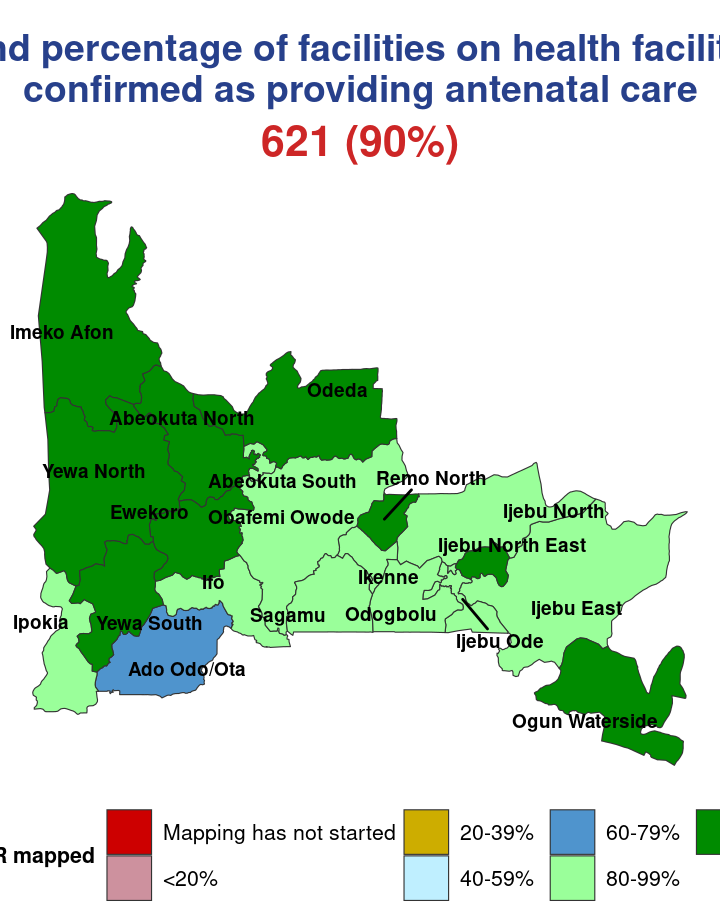 nd percentage of facilities on health facilit
confirmed as providing antenatal care
621 (90%)
Imeko Afon
Odeda
Abeokuta North
Yewa North
Abeokuta South
Remo North
Ewekoro
Obafemi Owode
Ijebu North
Ijebu North East
Ifo
Ikenne
Ipokia
Yewa South
Sagamu
Odogbolu
Ijebu East
Ijebu Ode
Ado Odo/Ota
Ogun Waterside
R mapped
Mapping has not started
20-39%
60-79%
<20%
40-59%
80-99%